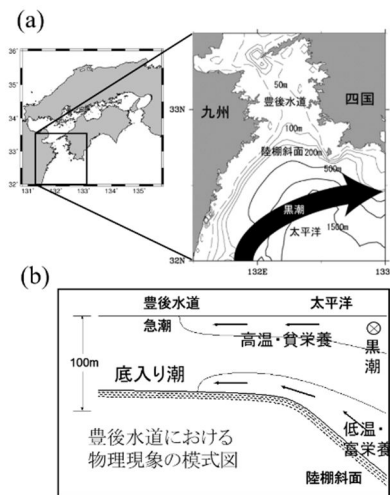 (a)
36°
35°
34°
33°
32°
131° 132° 133° 134° 135°
九州
四国
33N
50m
豊後水道
100m
陸棚斜面
200m
500m
黒潮
1500m
太平洋
32N
132E
133
(b)
豊後水道 太平洋
急潮
高温・貧栄養
黒潮
100m
底入り潮
低温・富栄養
豊後水道における
物理現象の模式図
陸棚斜面